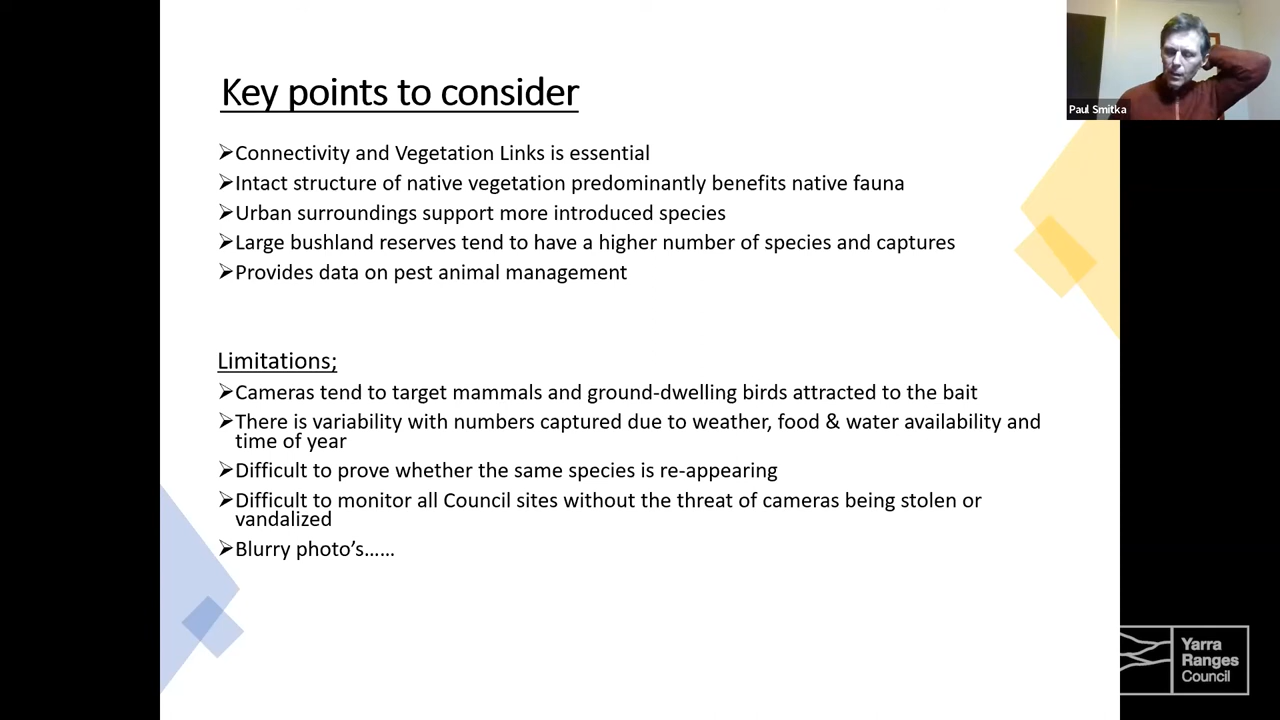 Paul Smitka
Key points to consider
➢Connectivity and Vegetation Links is essential
➢Intact structure of native vegetation predominantly benefits native fauna
➢Urban surroundings support more introduced species
➢Large bushland reserves tend to have a higher number of species and captures
➢Provides data on pest animal management
Limitations;
➢Cameras tend to target mammals and ground-dwelling birds attracted to the bait
➢There is variability with numbers captured due to weather, food & water availability and
time of year
➢Difficult to prove whether the same species is re-appearing
➢Difficult to monitor all Council sites without the threat of cameras being stolen or
vandalized
➢Blurry photo’s......
Yarra
Ranges
Council